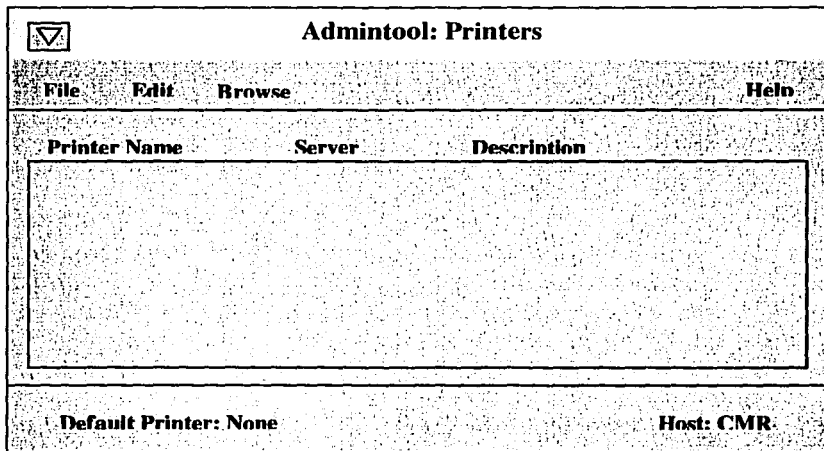 Admintool: Printers
File Edit Browse Help
Printer Name Server Description
Default Printer: None Host: CMR